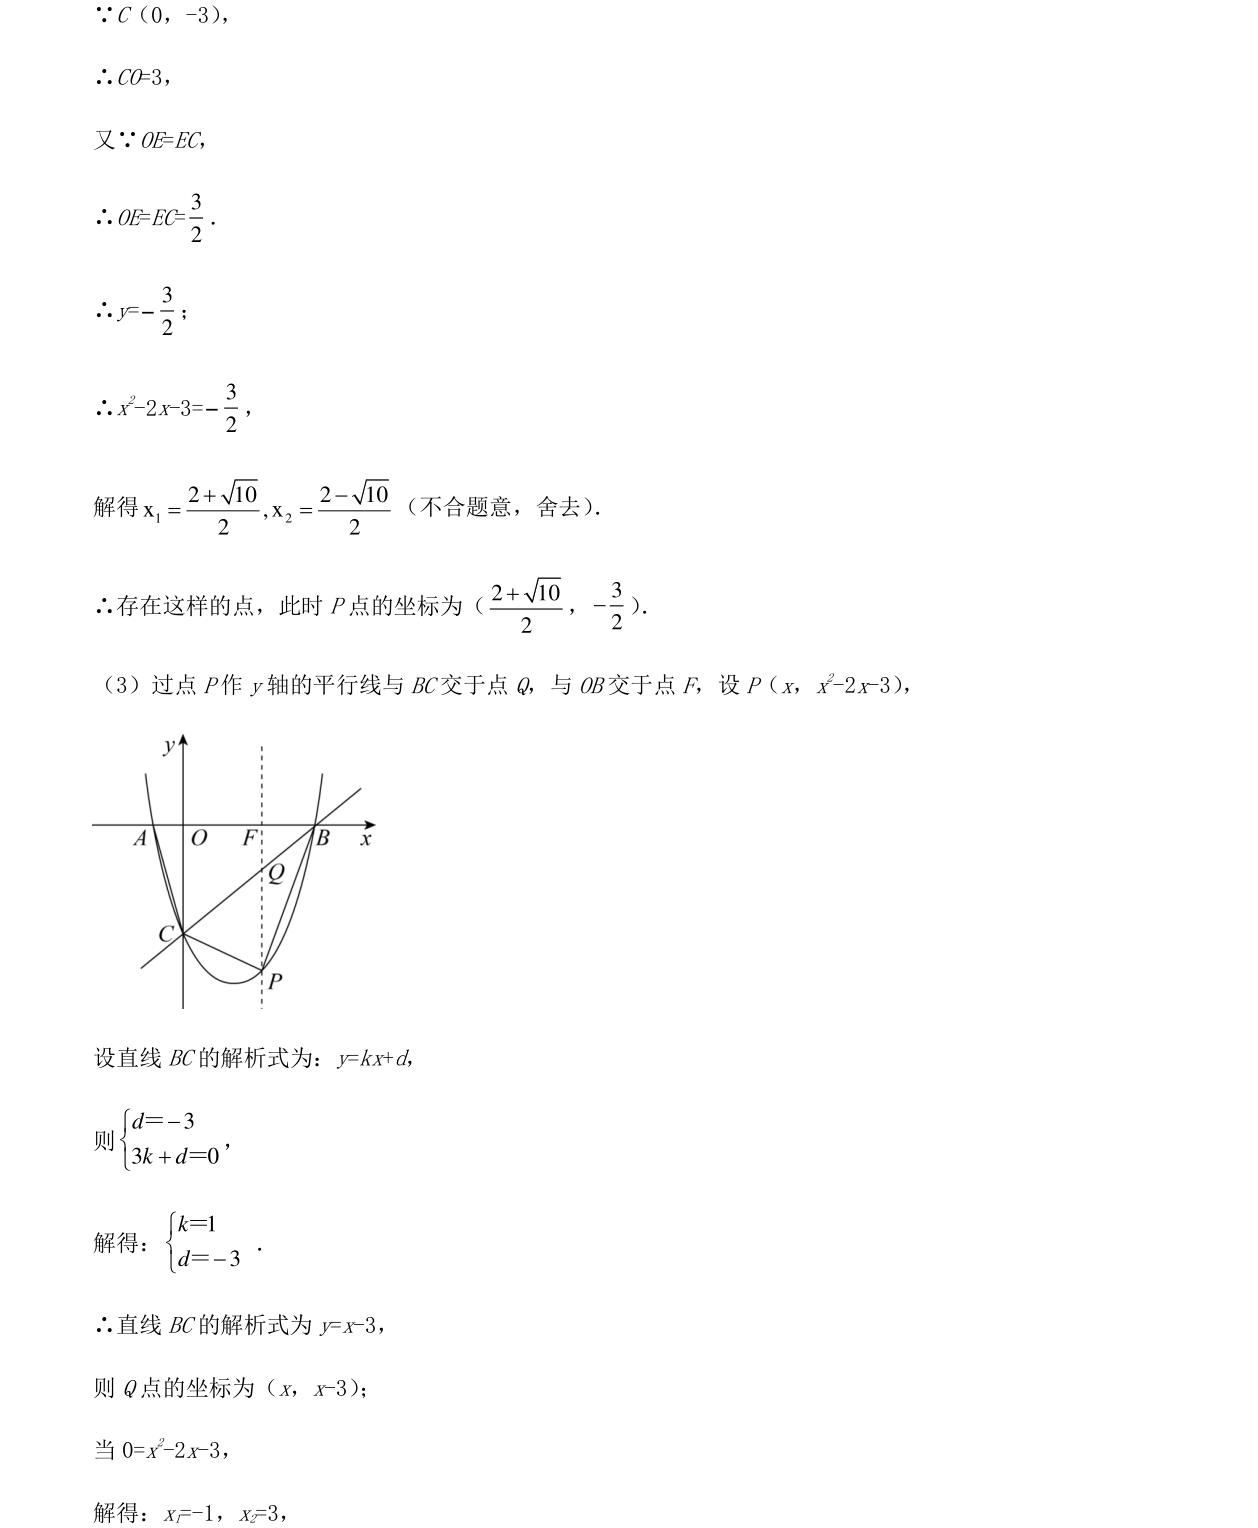 ∵C（0，-3），
∴CO=3，
又∵OE=EC，
∴OE=EC=3/2．
∴y=−3/2；
∴x²-2x-3=−3/2，
解得x₁=(2+√10)/2,x₂=(2−√10)/2（不合题意，舍去）．
∴存在这样的点，此时P点的坐标为（(2+√10)/2，−3/2）．
（3）过点P作y轴的平行线与BC交于点Q，与OB交于点F，设P（x，x²-2x-3），
y
A O F B x
Q
C
P
设直线BC的解析式为：y=kx+d，
则{d=−3
3k+d=0，
解得：{k=1
d=−3．
∴直线BC的解析式为y=x-3，
则Q点的坐标为（x，x-3）；
当0=x²-2x-3，
解得：x₁=-1，x₂=3，